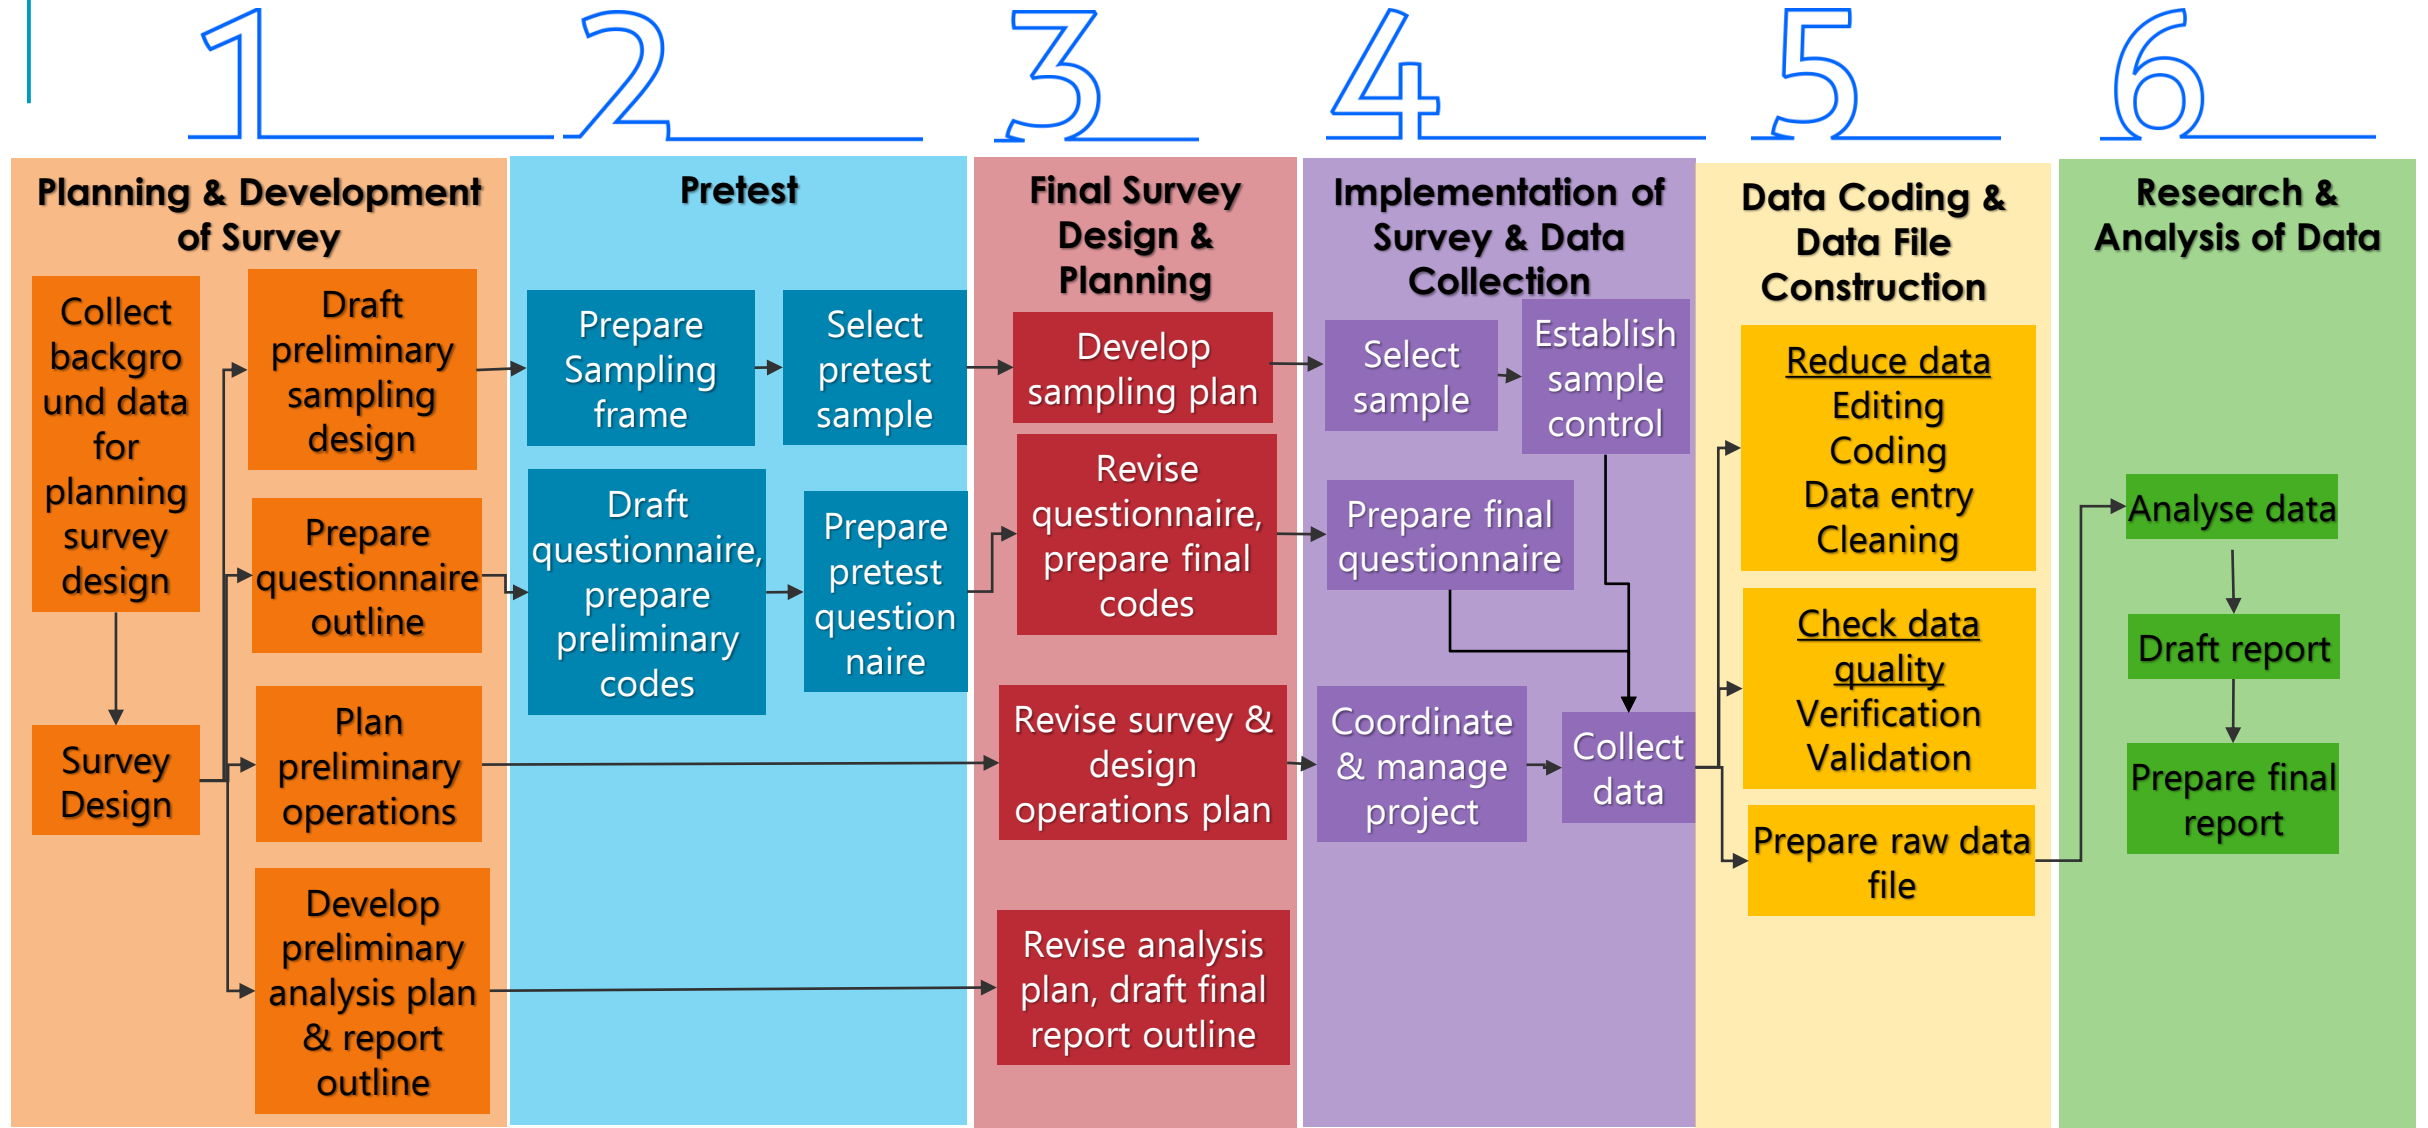 1
2
3
4
5
6
Planning & Development
of Survey
Collect
backgro
und data
for
planning
survey
design
Survey
Design
Draft
preliminary
sampling
design
Prepare
questionnaire
outline
Plan
preliminary
operations
Develop
preliminary
analysis plan
& report
outline
Pretest
Prepare
Sampling
frame
Select
pretest
sample
Draft
questionnaire,
prepare
preliminary
codes
Prepare
pretest
question
naire
Final Survey
Design &
Planning
Develop
sampling plan
Revise
questionnaire,
prepare final
codes
Revise survey &
design
operations plan
Revise analysis
plan, draft final
report outline
Implementation of
Survey & Data
Collection
Select
sample
Establish
sample
control
Prepare final
questionnaire
Coordinate
& manage
project
Collect
data
Data Coding &
Data File
Construction
Reduce data
Editing
Coding
Data entry
Cleaning
Check data
quality
Verification
Validation
Prepare raw data
file
Research &
Analysis of Data
Analyse data
Draft report
Prepare final
report